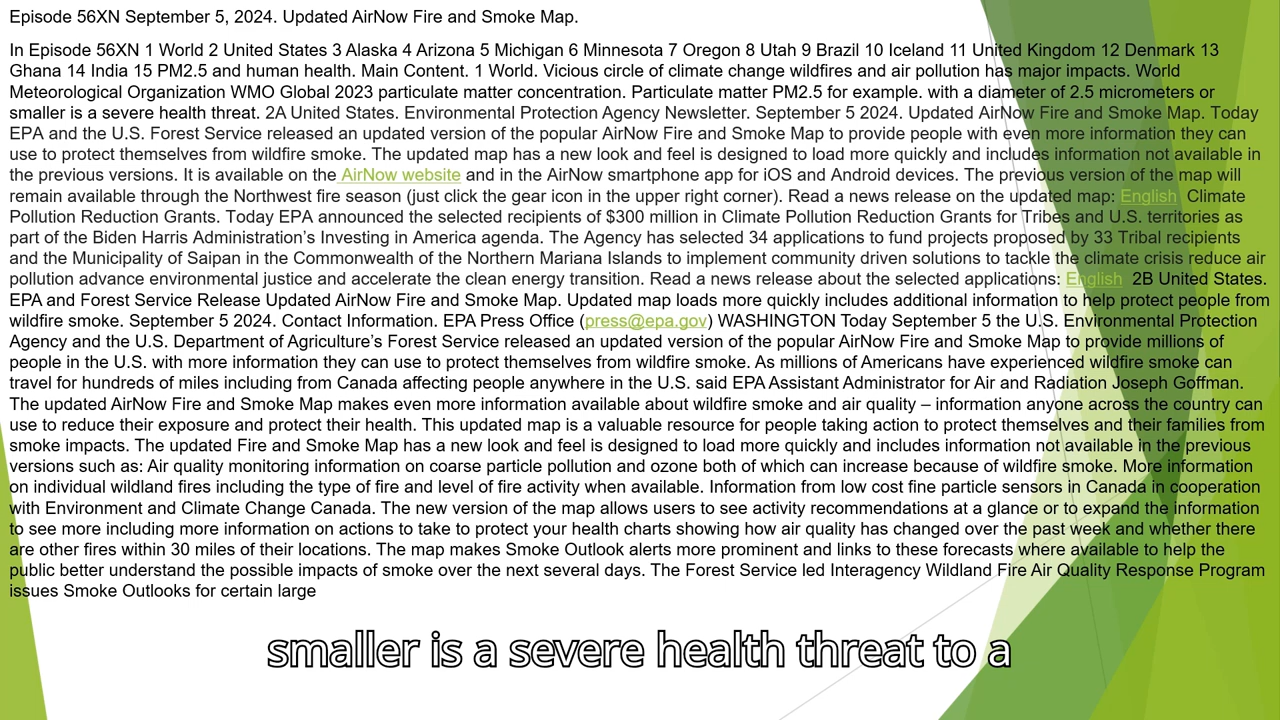 Episode 56XN September 5, 2024. Updated AirNow Fire and Smoke Map.
In Episode 56XN 1 World 2 United States 3 Alaska 4 Arizona 5 Michigan 6 Minnesota 7 Oregon 8 Utah 9 Brazil 10 Iceland 11 United Kingdom 12 Denmark 13
Ghana 14 India 15 PM2.5 and human health. Main Content. 1 World. Vicious circle of climate change wildfires and air pollution has major impacts. World
Meteorological Organization WMO Global 2023 particulate matter concentration. Particulate matter PM2.5 for example. with a diameter of 2.5 micrometers or
smaller is a severe health threat. 2A United States. Environmental Protection Agency Newsletter. September 5 2024. Updated AirNow Fire and Smoke Map. Today
EPA and the U.S. Forest Service released an updated version of the popular AirNow Fire and Smoke Map to provide people with even more information they can
use to protect themselves from wildfire smoke. The updated map has a new look and feel is designed to load more quickly and includes information not available in
the previous versions. It is available on the AirNow website and in the AirNow smartphone app for iOS and Android devices. The previous version of the map will
remain available through the Northwest fire season (just click the gear icon in the upper right corner). Read a news release on the updated map: English Climate
Pollution Reduction Grants. Today EPA announced the selected recipients of $300 million in Climate Pollution Reduction Grants for Tribes and U.S. territories as
part of the Biden Harris Administration's Investing in America agenda. The Agency has selected 34 applications to fund projects proposed by 33 Tribal recipients
and the Municipality of Saipan in the Commonwealth of the Northern Mariana Islands to implement community driven solutions to tackle the climate crisis reduce air
pollution advance environmental justice and accelerate the clean energy transition. Read a news release about the selected applications: English 2B United States.
EPA and Forest Service Release Updated AirNow Fire and Smoke Map. Updated map loads more quickly includes additional information to help protect people from
wildfire smoke. September 5 2024. Contact Information. EPA Press Office (press@epa.gov) WASHINGTON Today September 5 the U.S. Environmental Protection
Agency and the U.S. Department of Agriculture's Forest Service released an updated version of the popular AirNow Fire and Smoke Map to provide millions of
people in the U.S. with more information they can use to protect themselves from wildfire smoke. As millions of Americans have experienced wildfire smoke can
travel for hundreds of miles including from Canada affecting people anywhere in the U.S. said EPA Assistant Administrator for Air and Radiation Joseph Goffman.
The updated AirNow Fire and Smoke Map makes even more information available about wildfire smoke and air quality – information anyone across the country can
use to reduce their exposure and protect their health. This updated map is a valuable resource for people taking action to protect themselves and their families from
smoke impacts. The updated Fire and Smoke Map has a new look and feel is designed to load more quickly and includes information not available in the previous
versions such as: Air quality monitoring information on coarse particle pollution and ozone both of which can increase because of wildfire smoke. More information
on individual wildland fires including the type of fire and level of fire activity when available. Information from low cost fine particle sensors in Canada in cooperation
with Environment and Climate Change Canada. The new version of the map allows users to see activity recommendations at a glance or to expand the information
to see more including more information on actions to take to protect your health charts showing how air quality has changed over the past week and whether there
are other fires within 30 miles of their locations. The map makes Smoke Outlook alerts more prominent and links to these forecasts where available to help the
public better understand the possible impacts of smoke over the next several days. The Forest Service led Interagency Wildland Fire Air Quality Response Program
issues Smoke Outlooks for certain large
smaller is a severe health threat to a